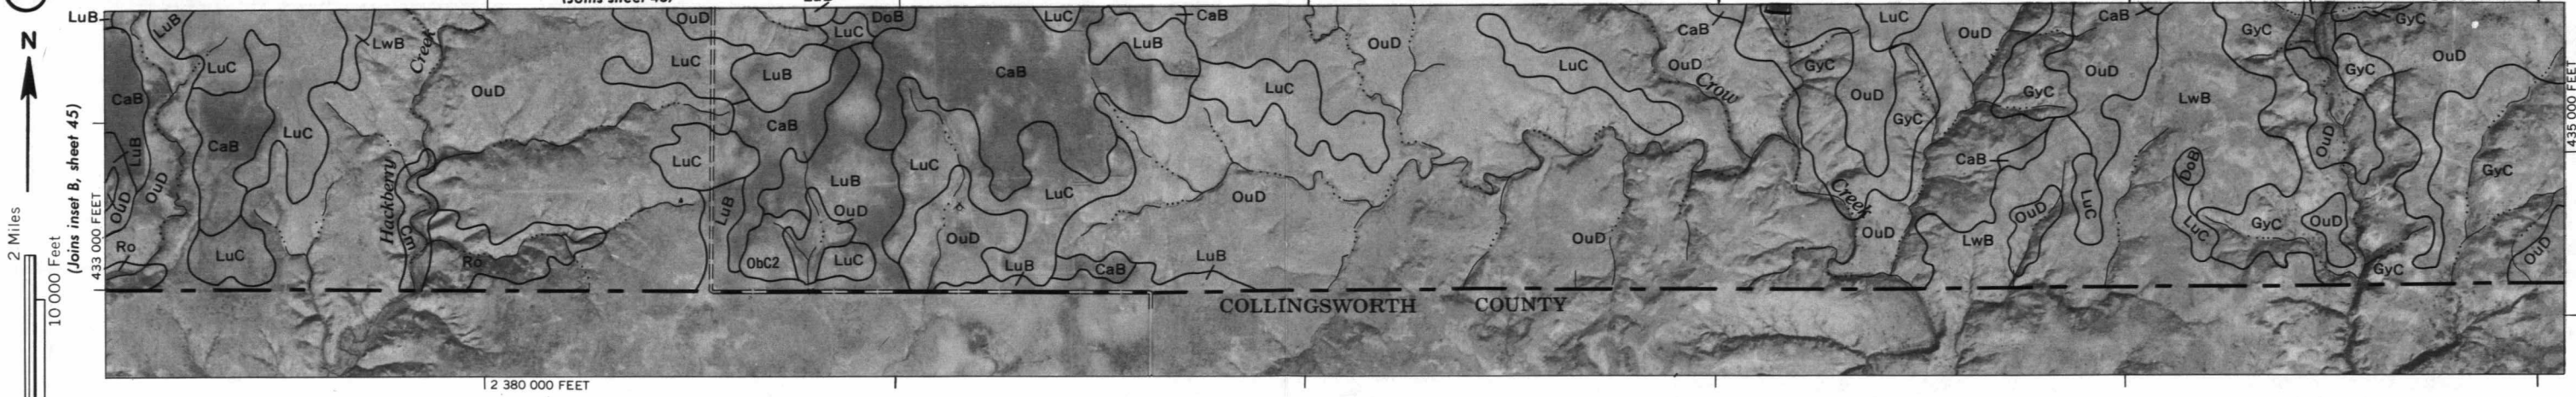 (Joins sheet 46)
LuB
LuB
OuD
DoB
LuC
CaB
LuC
CaB
GyC
GyC
N
LwB
Creek
LuC
LuB
OuD
CaB
OuD
OuD
LuC
LuC
LuB
CaB
LuC
OuD
Crow
GyC
OuD
GyC
OuD
CaB
OuD
LuC
GyC
LwB
(Joins inset B, sheet 45)
CaB
LuC
CaB
GyC
OuD
435 000 FEET
LuB
OuD
LuC
LuC
LuB
LuC
OuD
CaB
DoB
GyC
OuD
Hackberry
LuB
OuD
LuC
OuD
Creek
OuD
LuC
LuC
GyC
OuD
Ro
Cm
OuD
OuD
OuD
LwB
OuD
2 Miles
10 000 Feet
433 000 FEET
LuC
Ro
ObC2
LuC
LuB
CaB
LuB
GyC
COLLINGSWORTH COUNTY
2 380 000 FEET